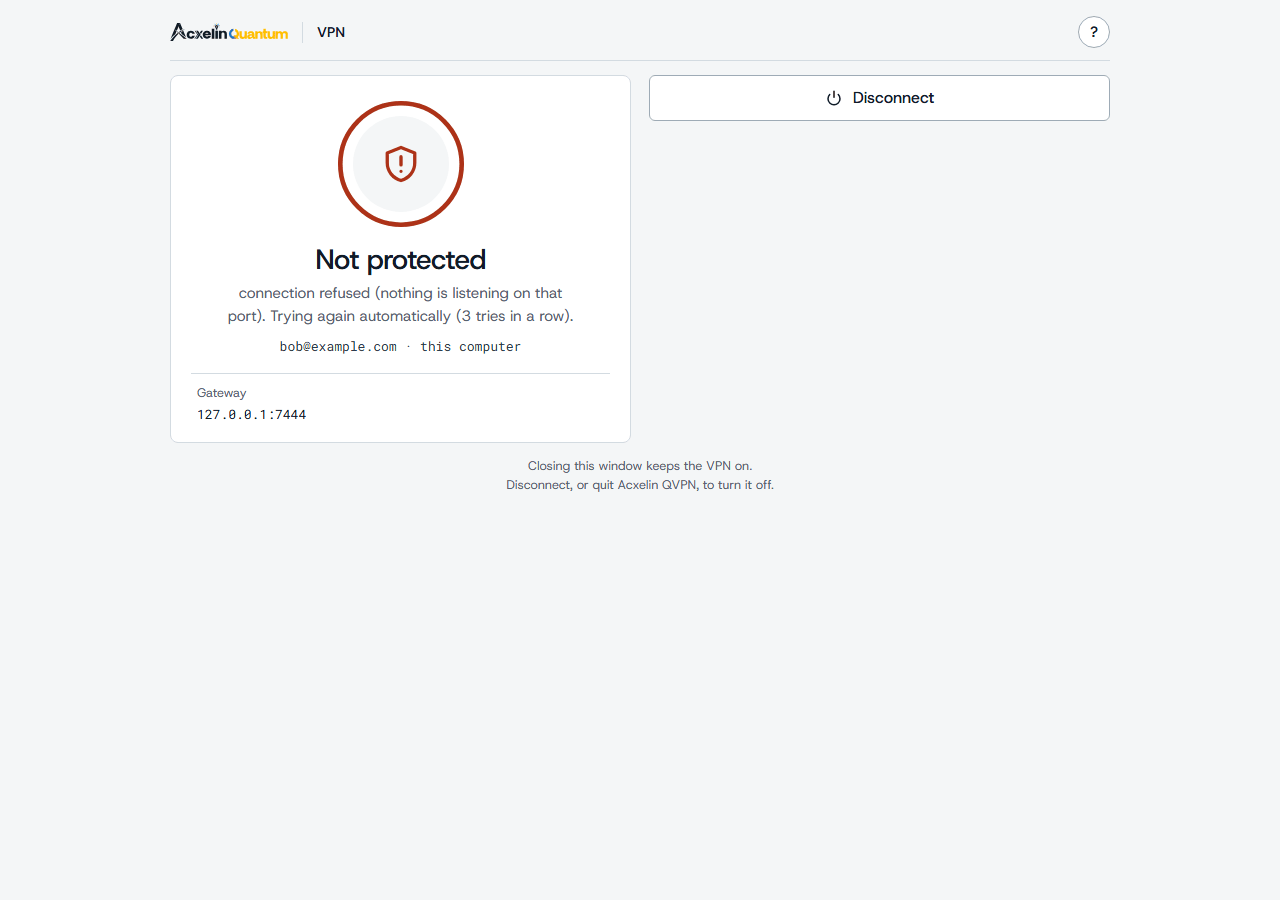 Acxelin Quantum
VPN
?
Disconnect
Not protected
connection refused (nothing is listening on that
port). Trying again automatically (3 tries in a row).
bob@example.com · this computer
Gateway
127.0.0.1:7444
Closing this window keeps the VPN on.
Disconnect, or quit Acxelin QVPN, to turn it off.